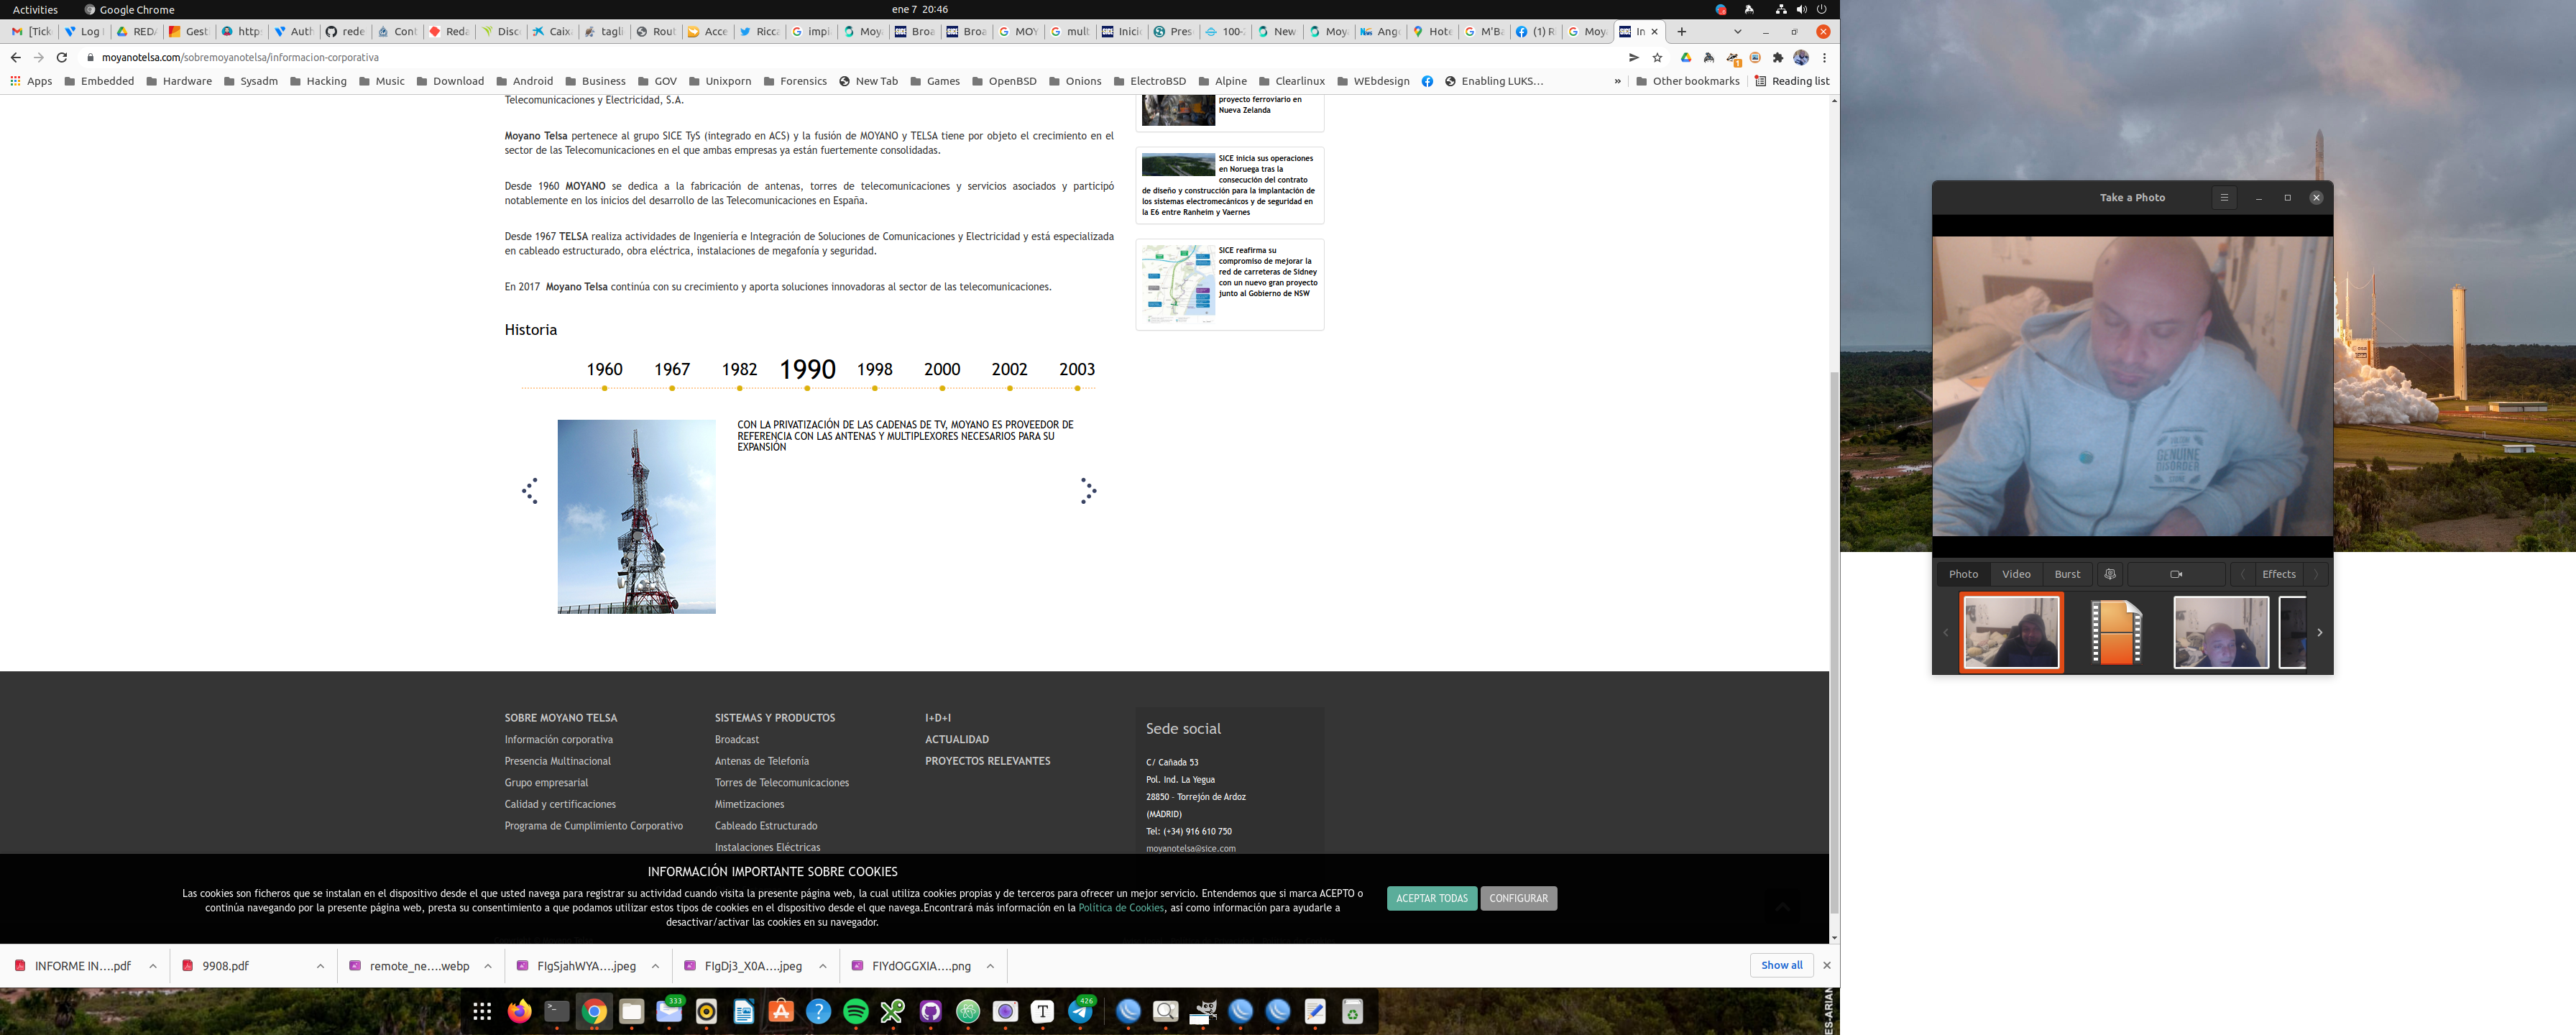 Activities
Google Chrome
ene 7 20:46
[Tick
Log
RED
Gest
http
Auth
rede
Cont
Reda
Disc
Caix
tagli
Rout
Acce
Ricca
impl
Moy
Broa
Broa
MOY
mult
Inici
Pres
100-
New
Moy
Ang
Hote
M'Ba
(1) R
Moy
In
moyanotelsa.com/sobremoyanotelsa/informacion-corporativa
Apps
Embedded
Hardware
Sysadm
Hacking
Music
Download
Android
Business
GOV
Unixporn
Forensics
New Tab
Games
OpenBSD
Onions
ElectroBSD
Alpine
Clearlinux
WEbdesign
Enabling LUKS...
»
Other bookmarks
Reading list
Telecomunicaciones y Electricidad, S.A.
Moyano Telsa pertenece al grupo SICE TyS (integrado en ACS) y la fusión de MOYANO y TELSA tiene por objeto el crecimiento en el
sector de las Telecomunicaciones en el que ambas empresas ya están fuertemente consolidadas.
Desde 1960 MOYANO se dedica a la fabricación de antenas, torres de telecomunicaciones y servicios asociados y participó
notablemente en los inicios del desarrollo de las Telecomunicaciones en España.
Desde 1967 TELSA realiza actividades de Ingeniería e Integración de Soluciones de Comunicaciones y Electricidad y está especializada
en cableado estructurado, obra eléctrica, instalaciones de megafonía y seguridad.
En 2017 Moyano Telsa continúa con su crecimiento y aporta soluciones innovadoras al sector de las telecomunicaciones.
proyecto ferroviario en
Nueva Zelanda
SICE inicia sus operaciones
en Noruega tras la
consecución del contrato
de diseño y construcción para la implantación de
los sistemas electromecánicos y de seguridad en
la E6 entre Ranheim y Vaernes
SICE reafirma su
compromiso de mejorar la
red de carreteras de Sidney
con un nuevo gran proyecto
junto al Gobierno de NSW
Historia
1960 1967 1982 1990 1998 2000 2002 2003
CON LA PRIVATIZACIÓN DE LAS CADENAS DE TV, MOYANO ES PROVEEDOR DE
REFERENCIA CON LAS ANTENAS Y MULTIPLEXORES NECESARIOS PARA SU
EXPANSIÓN
SOBRE MOYANO TELSA
Información corporativa
Presencia Multinacional
Grupo empresarial
Calidad y certificaciones
Programa de Cumplimiento Corporativo
SISTEMAS Y PRODUCTOS
Broadcast
Antenas de Telefonía
Torres de Telecomunicaciones
Mimetizaciones
Cableado Estructurado
Instalaciones Eléctricas
I+D+I
ACTUALIDAD
PROYECTOS RELEVANTES
Sede social
C/ Cañada 53
Pol. Ind. La Yegua
28850 - Torrejón de Ardoz
(MADRID)
Tel: (+34) 916 610 750
moyanotelsa@sice.com
INFORMACIÓN IMPORTANTE SOBRE COOKIES
Las cookies son ficheros que se instalan en el dispositivo desde el que usted navega para registrar su actividad cuando visita la presente página web, la cual utiliza cookies propias y de terceros para ofrecer un mejor servicio. Entendemos que si marca ACEPTO o
continúa navegando por la presente página web, presta su consentimiento a que podamos utilizar estos tipos de cookies en el dispositivo desde el que navega.Encontrará más información en la Política de Cookies, así como información para ayudarle a
desactivar/activar las cookies en su navegador.
ACEPTAR TODAS
CONFIGURAR
INFORME IN....pdf
9908.pdf
remote_ne....webp
FIgSjahWYA....jpeg
FIgDj3_X0A....jpeg
FIYdOGGXIA....png
Show all
333
426
Take a Photo
GENUINE
DISORDER
Photo
Video
Burst
Effects
ES-ARIAN